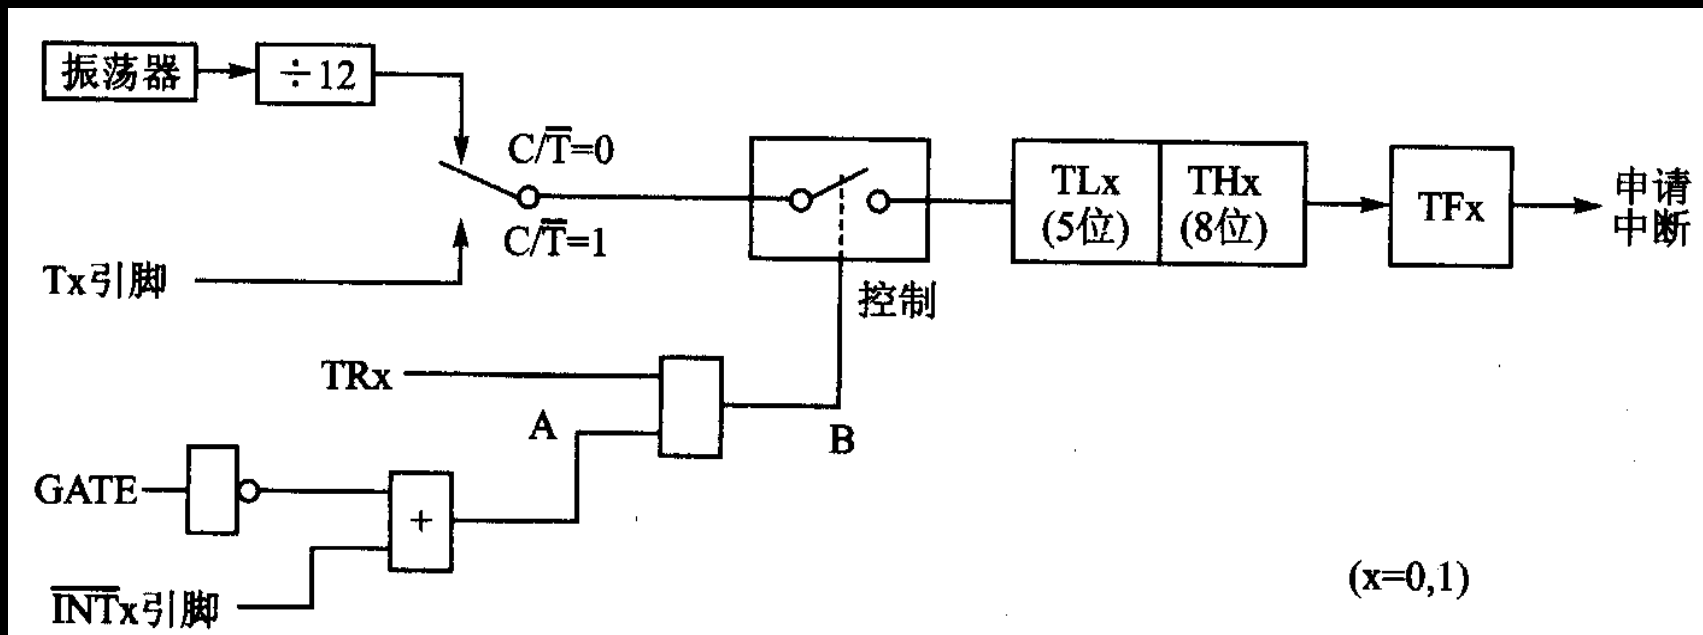 振荡器
÷12
C/T̅=0
C/T̅=1
Tx引脚
控制
TLx
(5位)
THx
(8位)
TFx
申请
中断
TRx
A
B
GATE
+
I̅N̅T̅x引脚
(x=0,1)